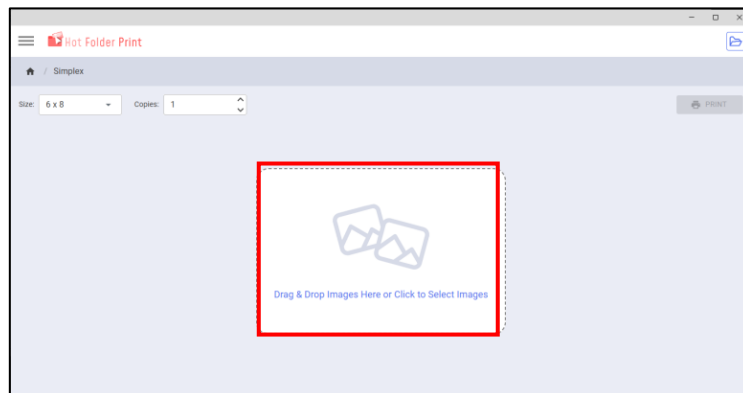 Hot Folder Print
/ Simplex
Size: 6 x 8 Copies: 1 PRINT
Drag & Drop Images Here or Click to Select Images